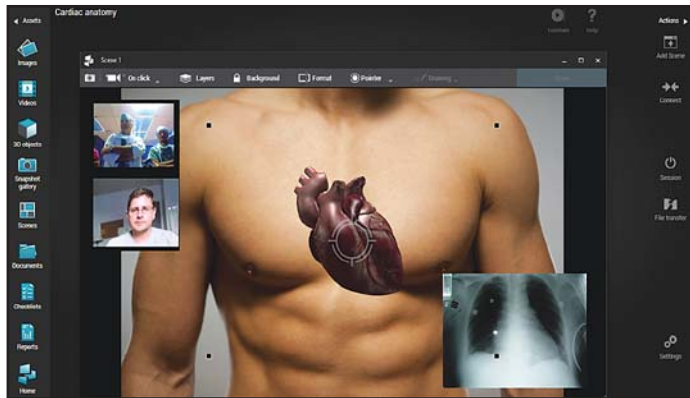 Cardiac anatomy
Assets
Images
Videos
3D objects
Snapshot
gallery
Scenes
Documents
Checklists
Reports
Home
Scene 1
On click
Layers
Background
Format
Pointer
Drawing
Help
Actions
Add Scene
Connect
Session
File transfer
Settings